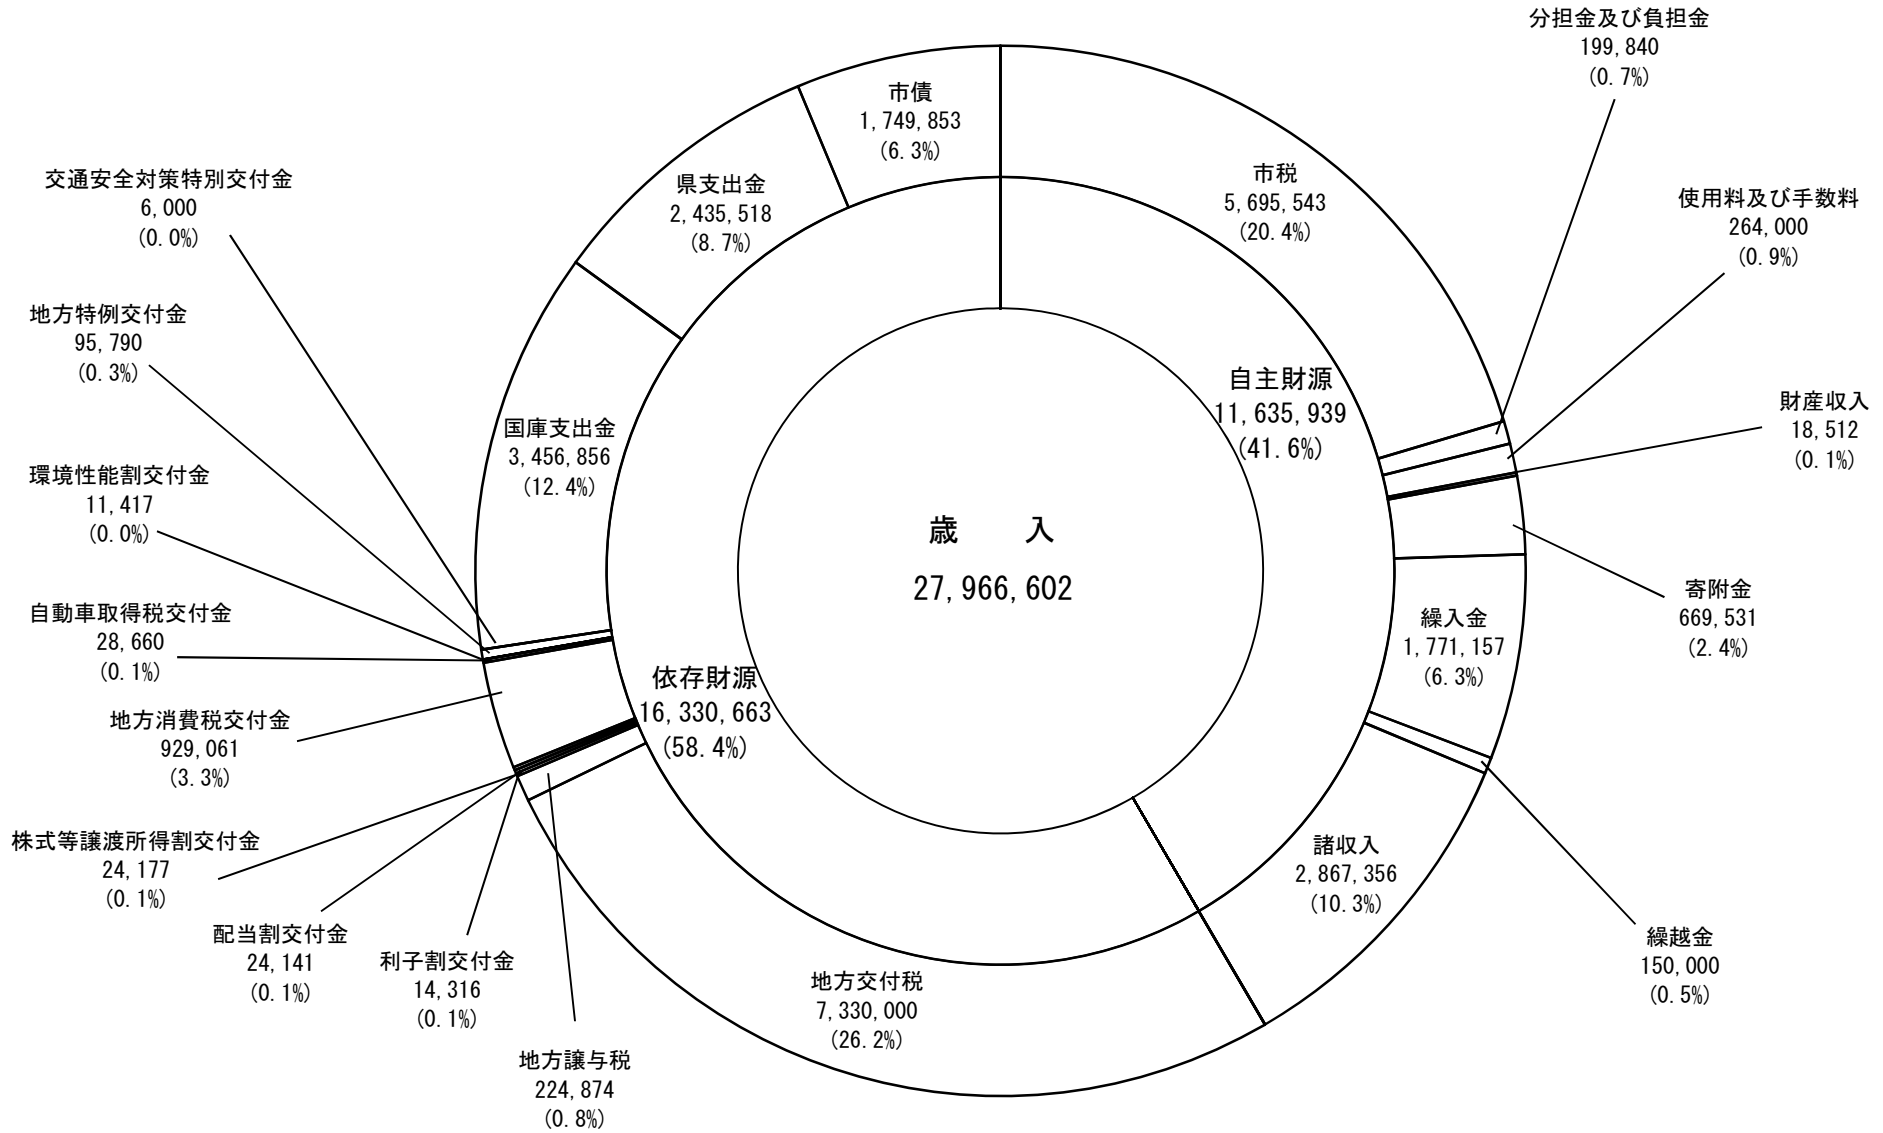 歳　　入
27,966,602
自主財源
11,635,939
(41.6%)
依存財源
16,330,663
(58.4%)
市税
5,695,543
(20.4%)
分担金及び負担金
199,840
(0.7%)
使用料及び手数料
264,000
(0.9%)
財産収入
18,512
(0.1%)
寄附金
669,531
(2.4%)
繰入金
1,771,157
(6.3%)
繰越金
150,000
(0.5%)
諸収入
2,867,356
(10.3%)
地方交付税
7,330,000
(26.2%)
地方譲与税
224,874
(0.8%)
利子割交付金
14,316
(0.1%)
配当割交付金
24,141
(0.1%)
株式等譲渡所得割交付金
24,177
(0.1%)
地方消費税交付金
929,061
(3.3%)
自動車取得税交付金
28,660
(0.1%)
環境性能割交付金
11,417
(0.0%)
地方特例交付金
95,790
(0.3%)
交通安全対策特別交付金
6,000
(0.0%)
国庫支出金
3,456,856
(12.4%)
県支出金
2,435,518
(8.7%)
市債
1,749,853
(6.3%)